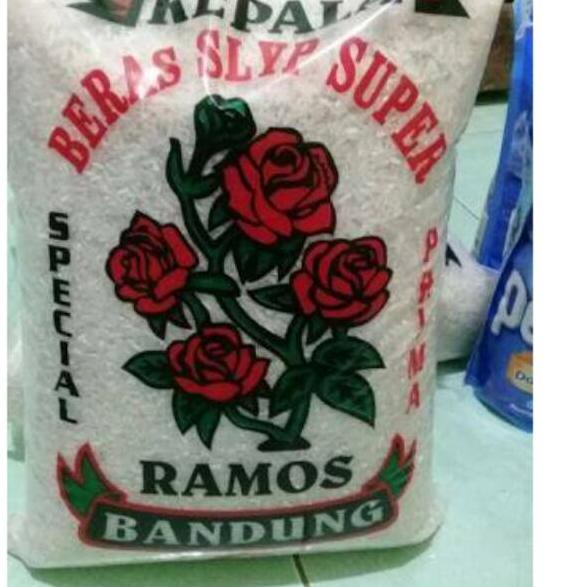 KEPALA
BERAS SLYP SUPER
SPECIAL
PRIMA
RAMOS
BANDUNG